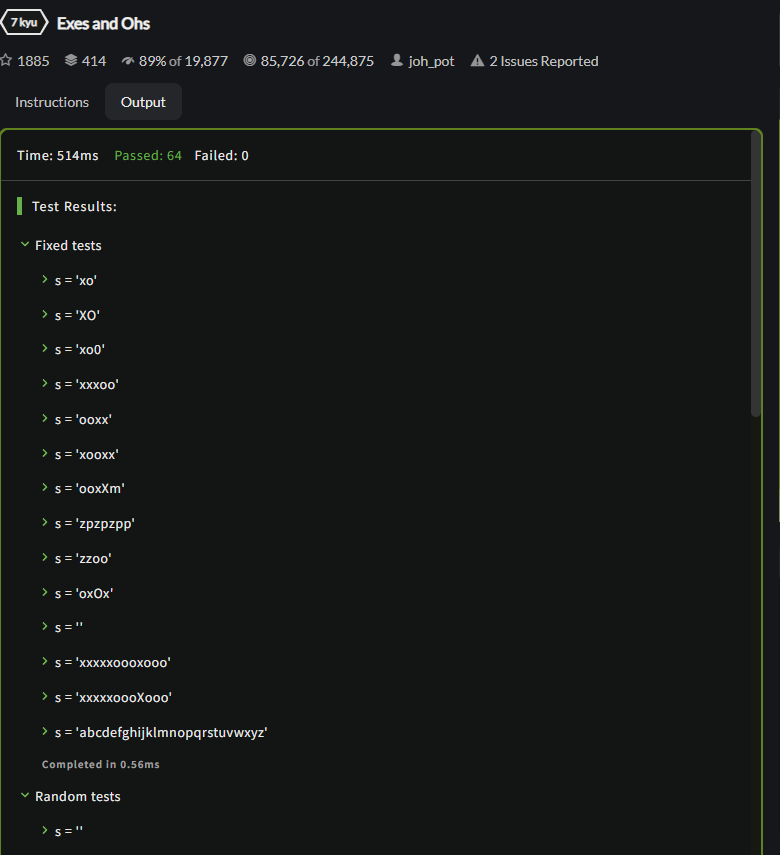 7 kyu Exes and Ohs
1885 414 89% of 19,877 85,726 of 244,875 joh_pot 2 Issues Reported
Instructions Output
Time: 514ms Passed: 64 Failed: 0
Test Results:
Fixed tests
s = 'xo'
s = 'XO'
s = 'xo0'
s = 'xxxoo'
s = 'ooxx'
s = 'xooxx'
s = 'ooxXm'
s = 'zpzpzpp'
s = 'zzoo'
s = 'oxOx'
s = ''
s = 'xxxxxoooxooo'
s = 'xxxxxoooXooo'
s = 'abcdefghijklmnopqrstuvwxyz'
Completed in 0.56ms
Random tests
s = ''